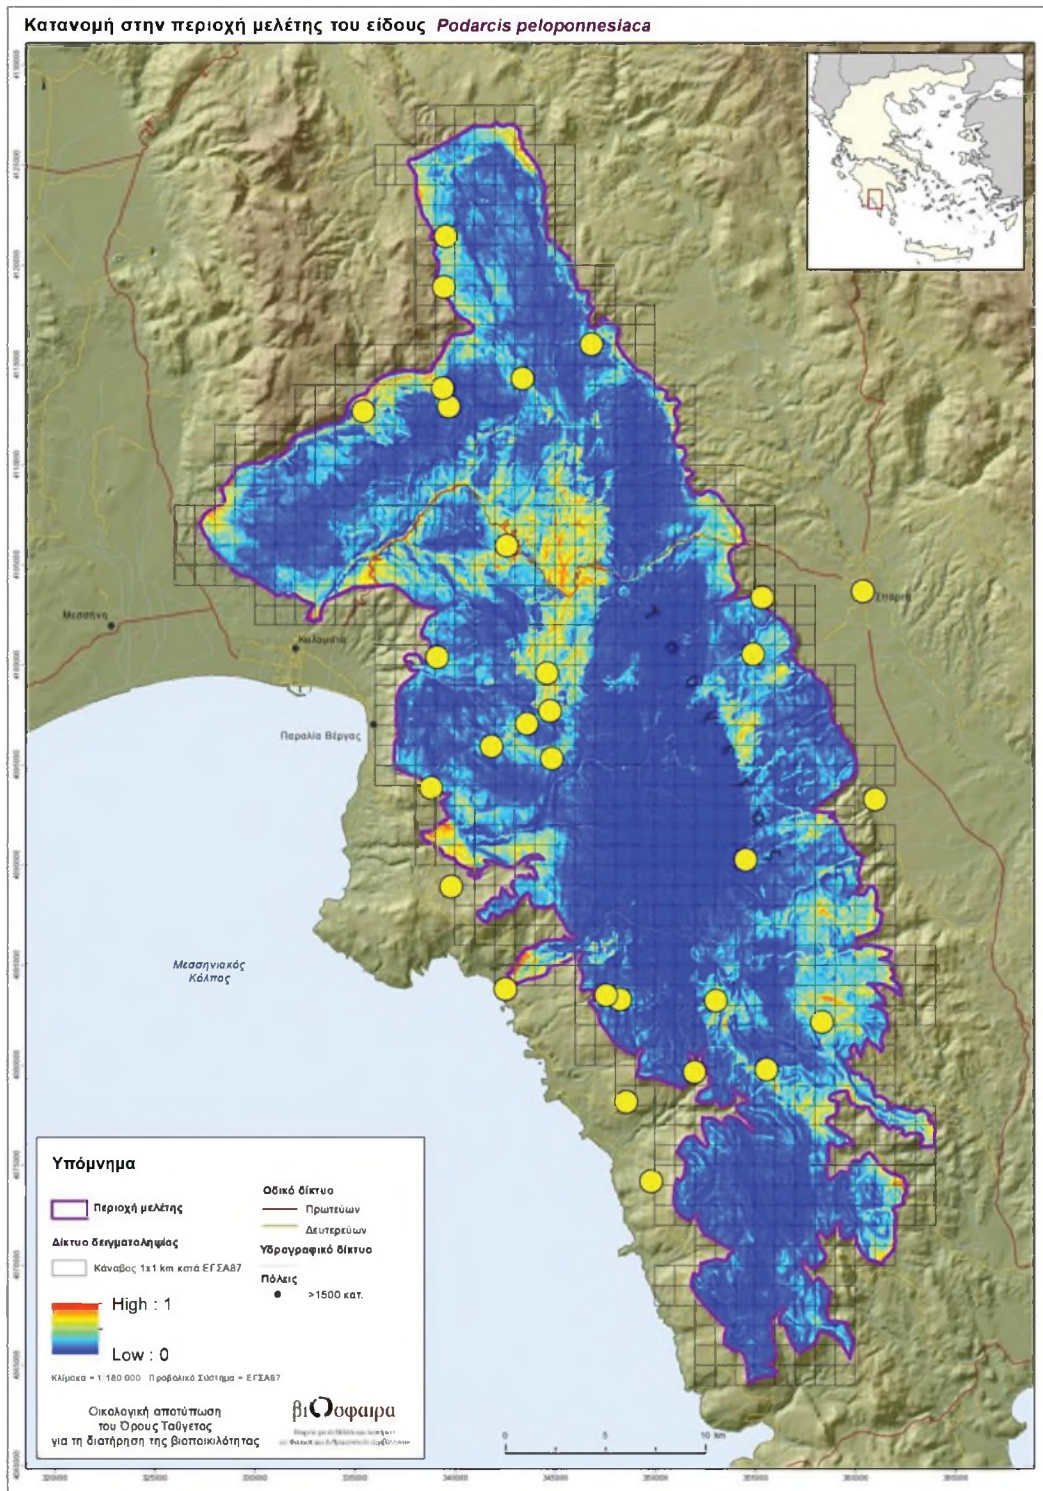 Κατανομή στην περιοχή μελέτης του είδους Podarcis peloponnesiaca
Μεσσήνη
Καλαμάτα
Σπάρτη
Παραλία Βέργας
Μεσσηνιακός
Κόλπος
Υπόμνημα
Περιοχή μελέτης
Δίκτυο δειγματοληψίας
Κάναβος 1x1 km κατά ΕΓΣΑ87
High : 1
Low : 0
Οδικό δίκτυο
Πρωτεύων
Δευτερεύων
Υδρογραφικό δίκτυο
Πόλεις
>1500 κατ.
Κλίμακα = 1:180 000 Προβολικό Σύστημα = ΕΓΣΑ87
Οικολογική αποτύπωση
του Όρους Ταΰγετος
για τη διατήρηση της βιοποικιλότητας
βιOσφαιρα
0 5 10 km